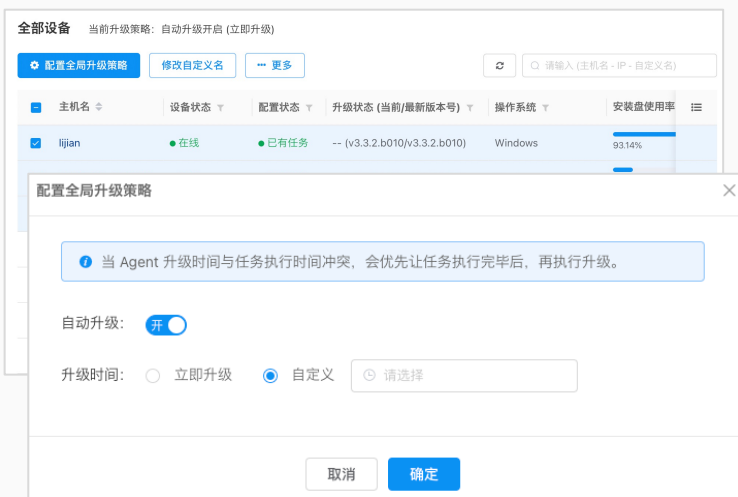 全部设备 当前升级策略：自动升级开启 (立即升级)
配置全局升级策略 修改自定义名 ··· 更多 请输入 (主机名 - IP - 自定义名)
主机名 设备状态 配置状态 升级状态 (当前/最新版本号) 操作系统 安装盘使用率
lijian 在线 已有任务 -- (v3.3.2.b010/v3.3.2.b010) Windows 93.14%
配置全局升级策略
当 Agent 升级时间与任务执行时间冲突，会优先让任务执行完毕后，再执行升级。
自动升级： 开
升级时间： 立即升级 自定义 请选择
取消 确定